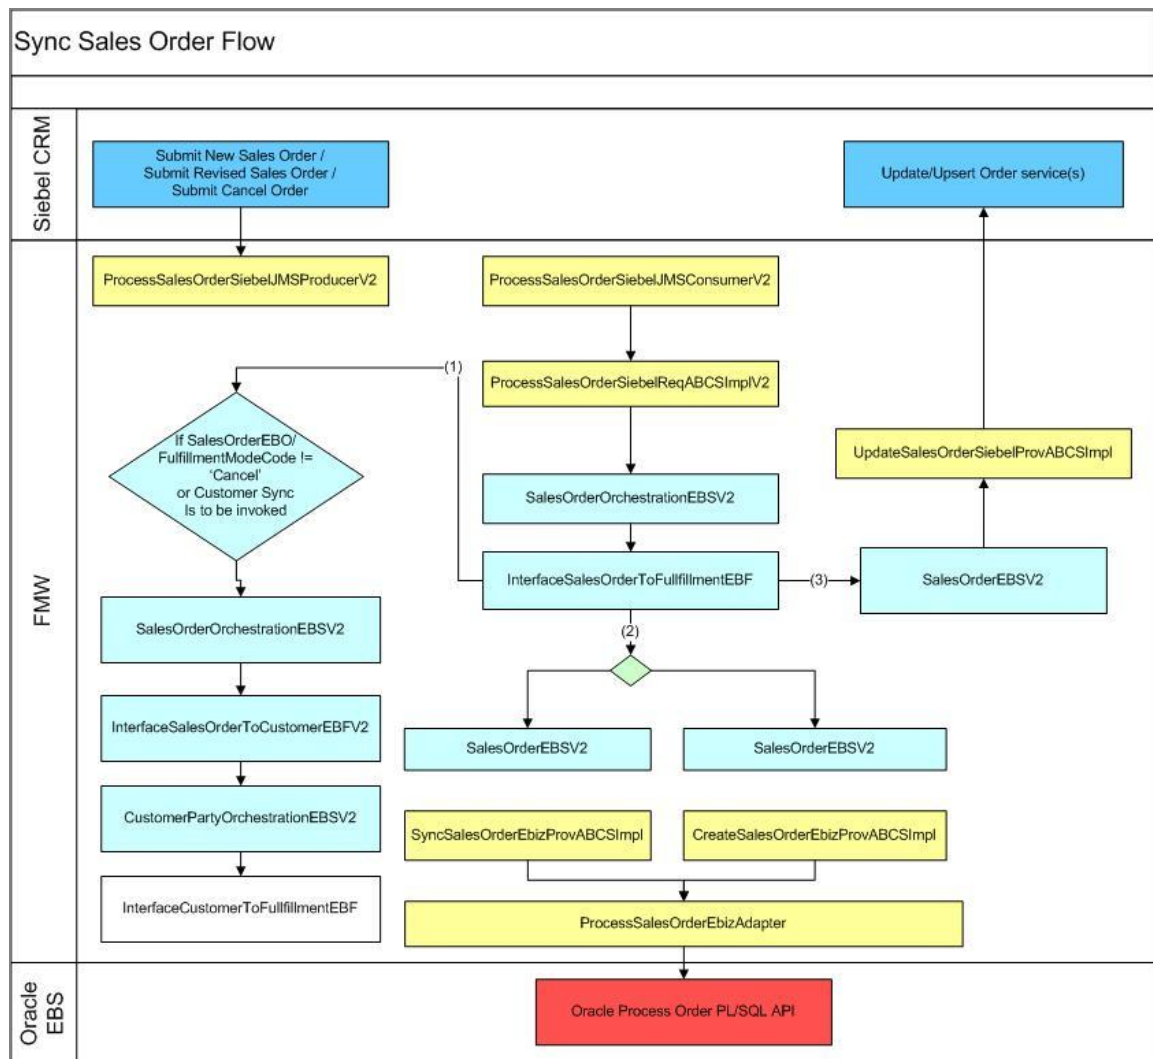 Sync Sales Order Flow
Siebel CRM
Submit New Sales Order /
Submit Revised Sales Order /
Submit Cancel Order
Update/Upsert Order service(s)
FMW
ProcessSalesOrderSiebelJMSProducerV2
ProcessSalesOrderSiebelJMSConsumerV2
(1)
ProcessSalesOrderSiebelReqABCSImplV2
If SalesOrderEBO/
FulfillmentModeCode !=
'Cancel'
or Customer Sync
Is to be invoked
UpdateSalesOrderSiebelProvABCSImpl
SalesOrderOrchestrationEBSV2
InterfaceSalesOrderToFullfillmentEBF
(3)
SalesOrderEBSV2
(2)
SalesOrderOrchestrationEBSV2
InterfaceSalesOrderToCustomerEBFV2
SalesOrderEBSV2
SalesOrderEBSV2
CustomerPartyOrchestrationEBSV2
SyncSalesOrderEbizProvABCSImpl
CreateSalesOrderEbizProvABCSImpl
InterfaceCustomerToFullfillmentEBF
ProcessSalesOrderEbizAdapter
Oracle
EBS
Oracle Process Order PL/SQL API